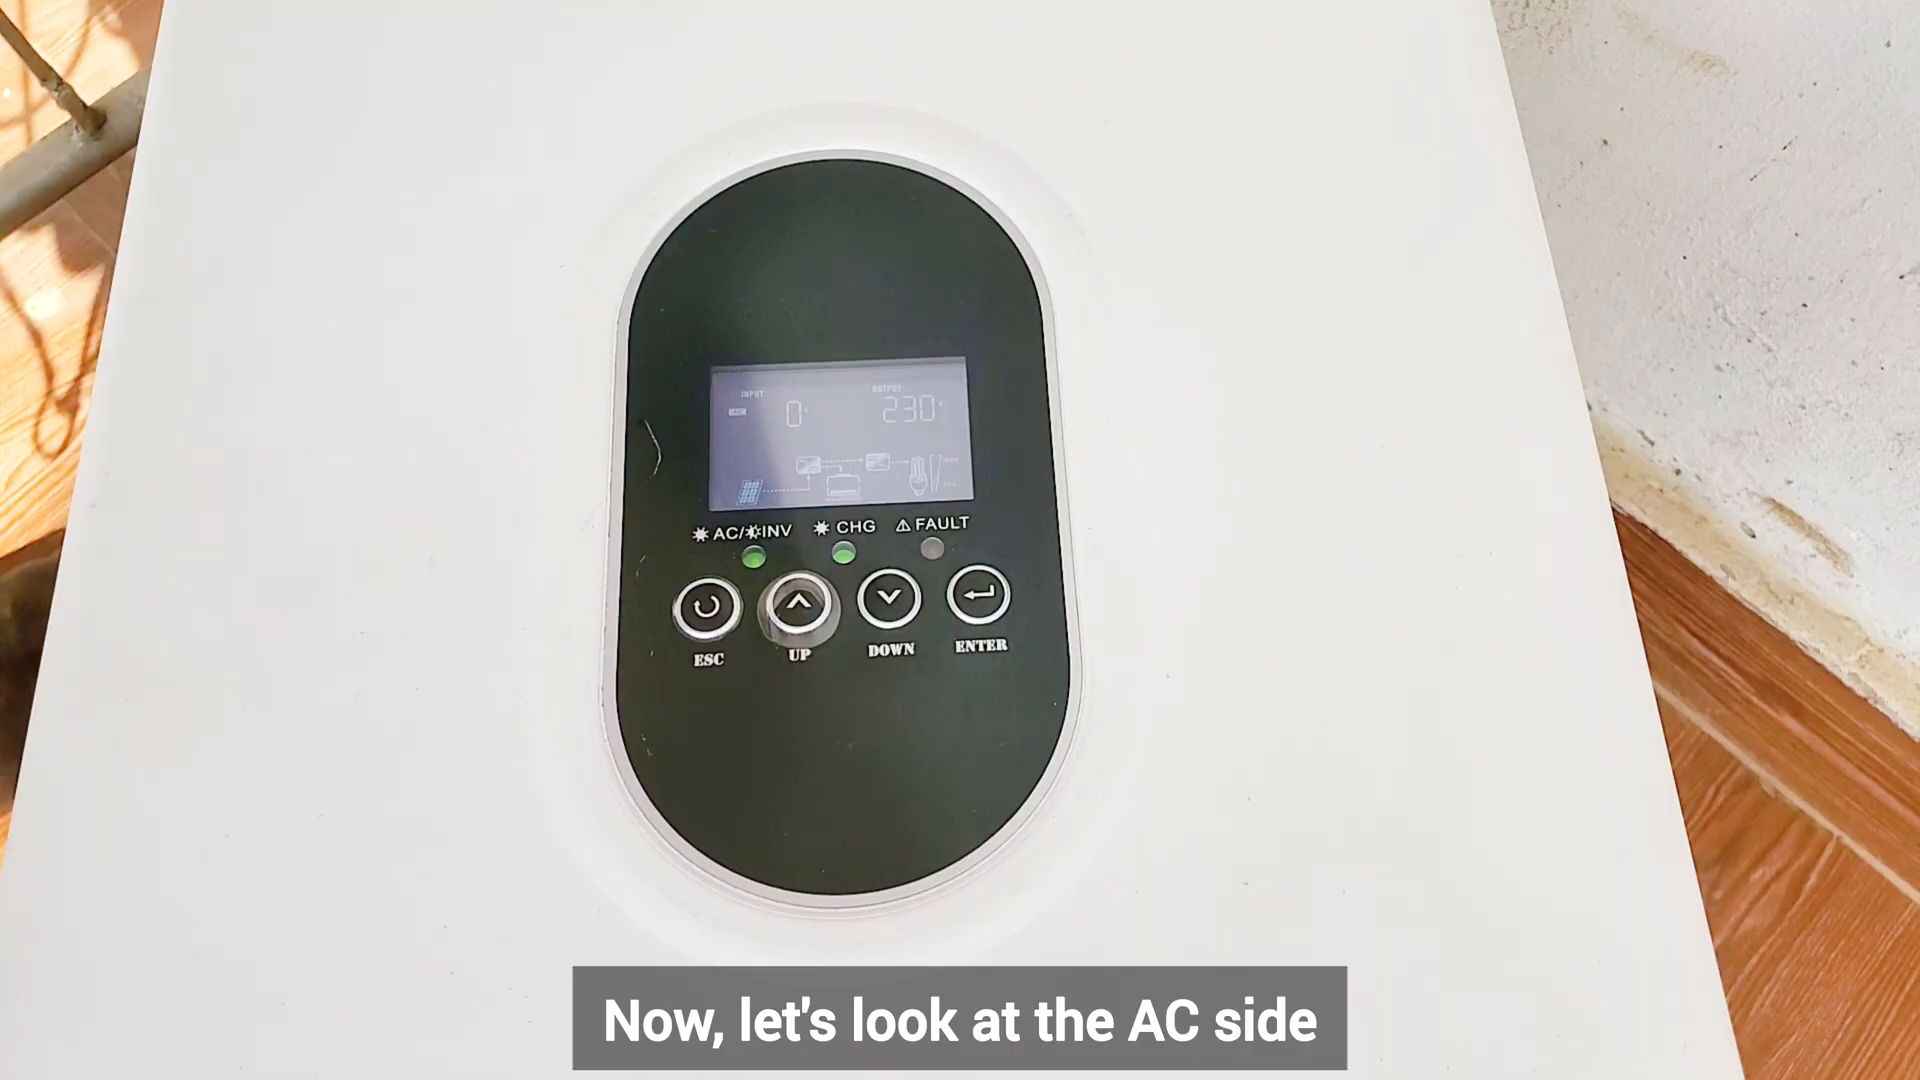 INPUT OUTPUT
0 230
AC/ INV CHG FAULT
ESC UP DOWN ENTER
Now, let's look at the AC side